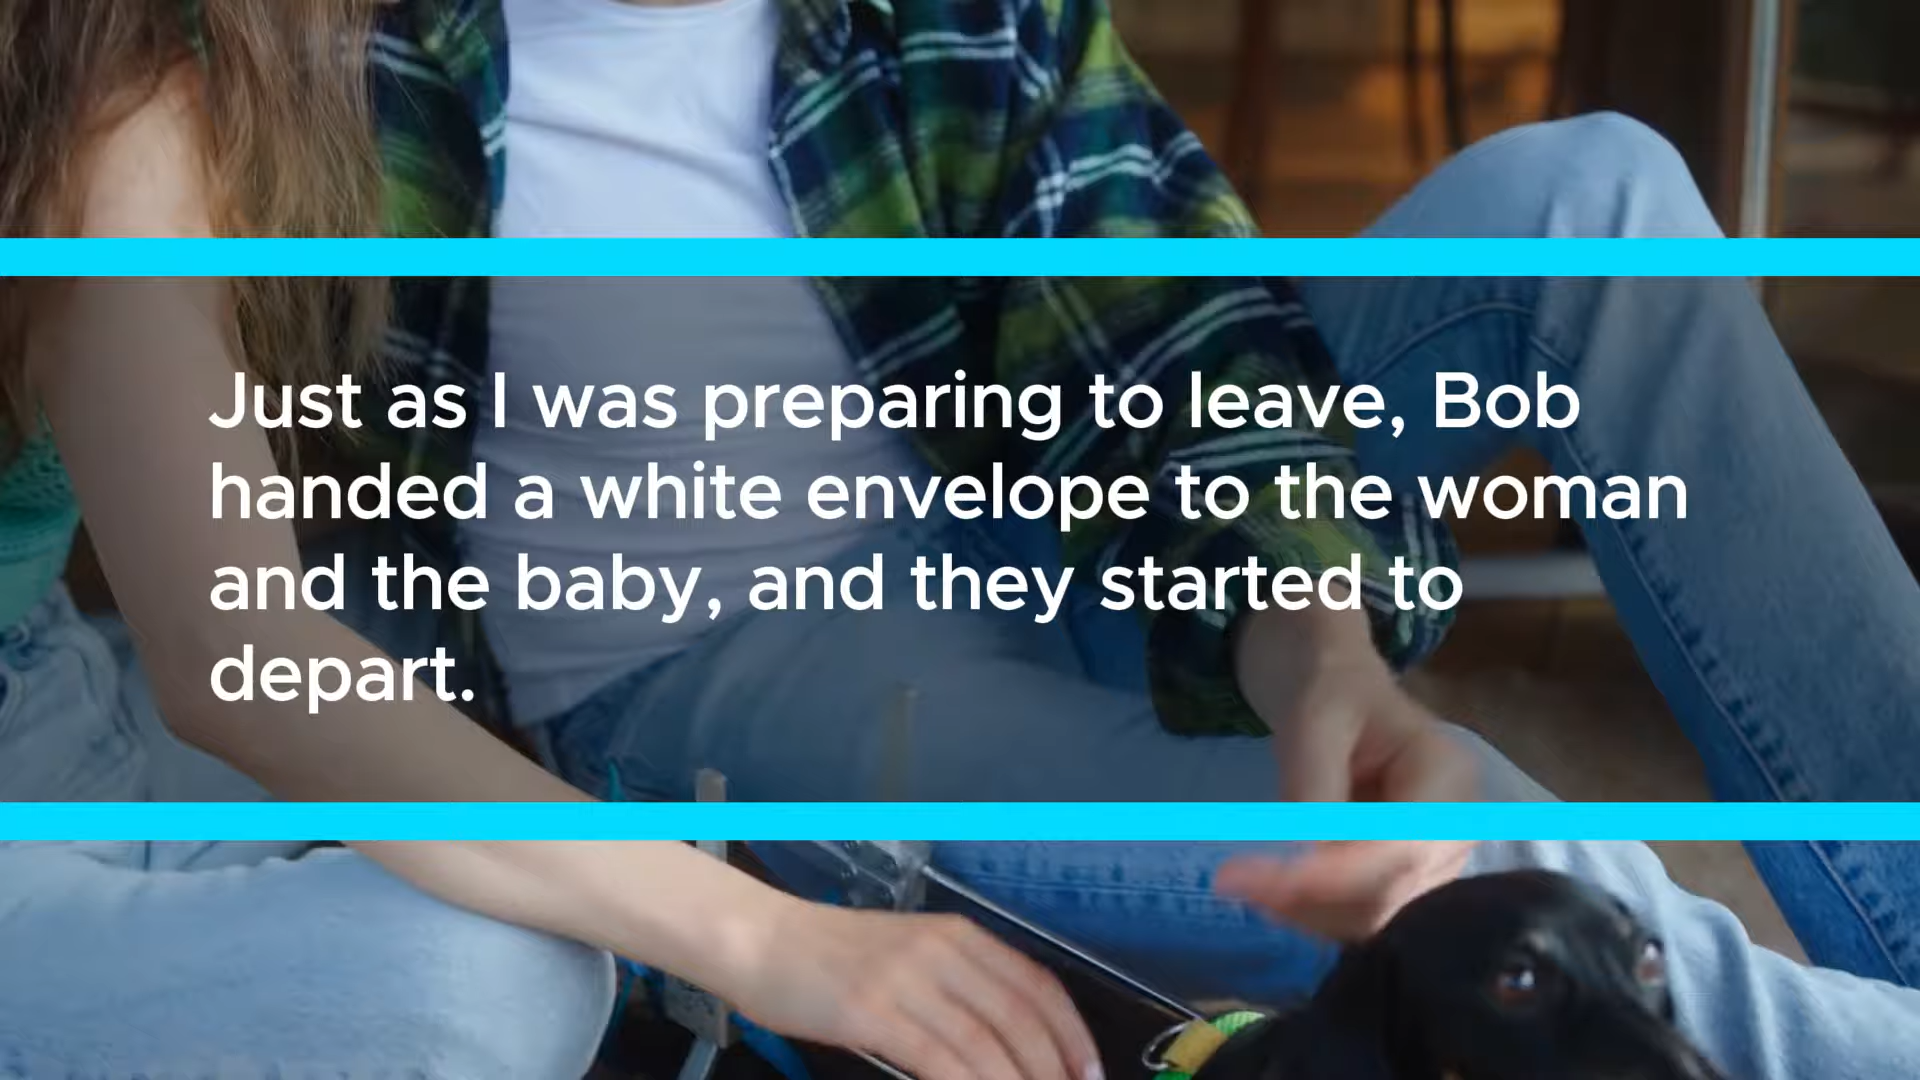 Just as I was preparing to leave, Bob
handed a white envelope to the woman
and the baby, and they started to
depart.